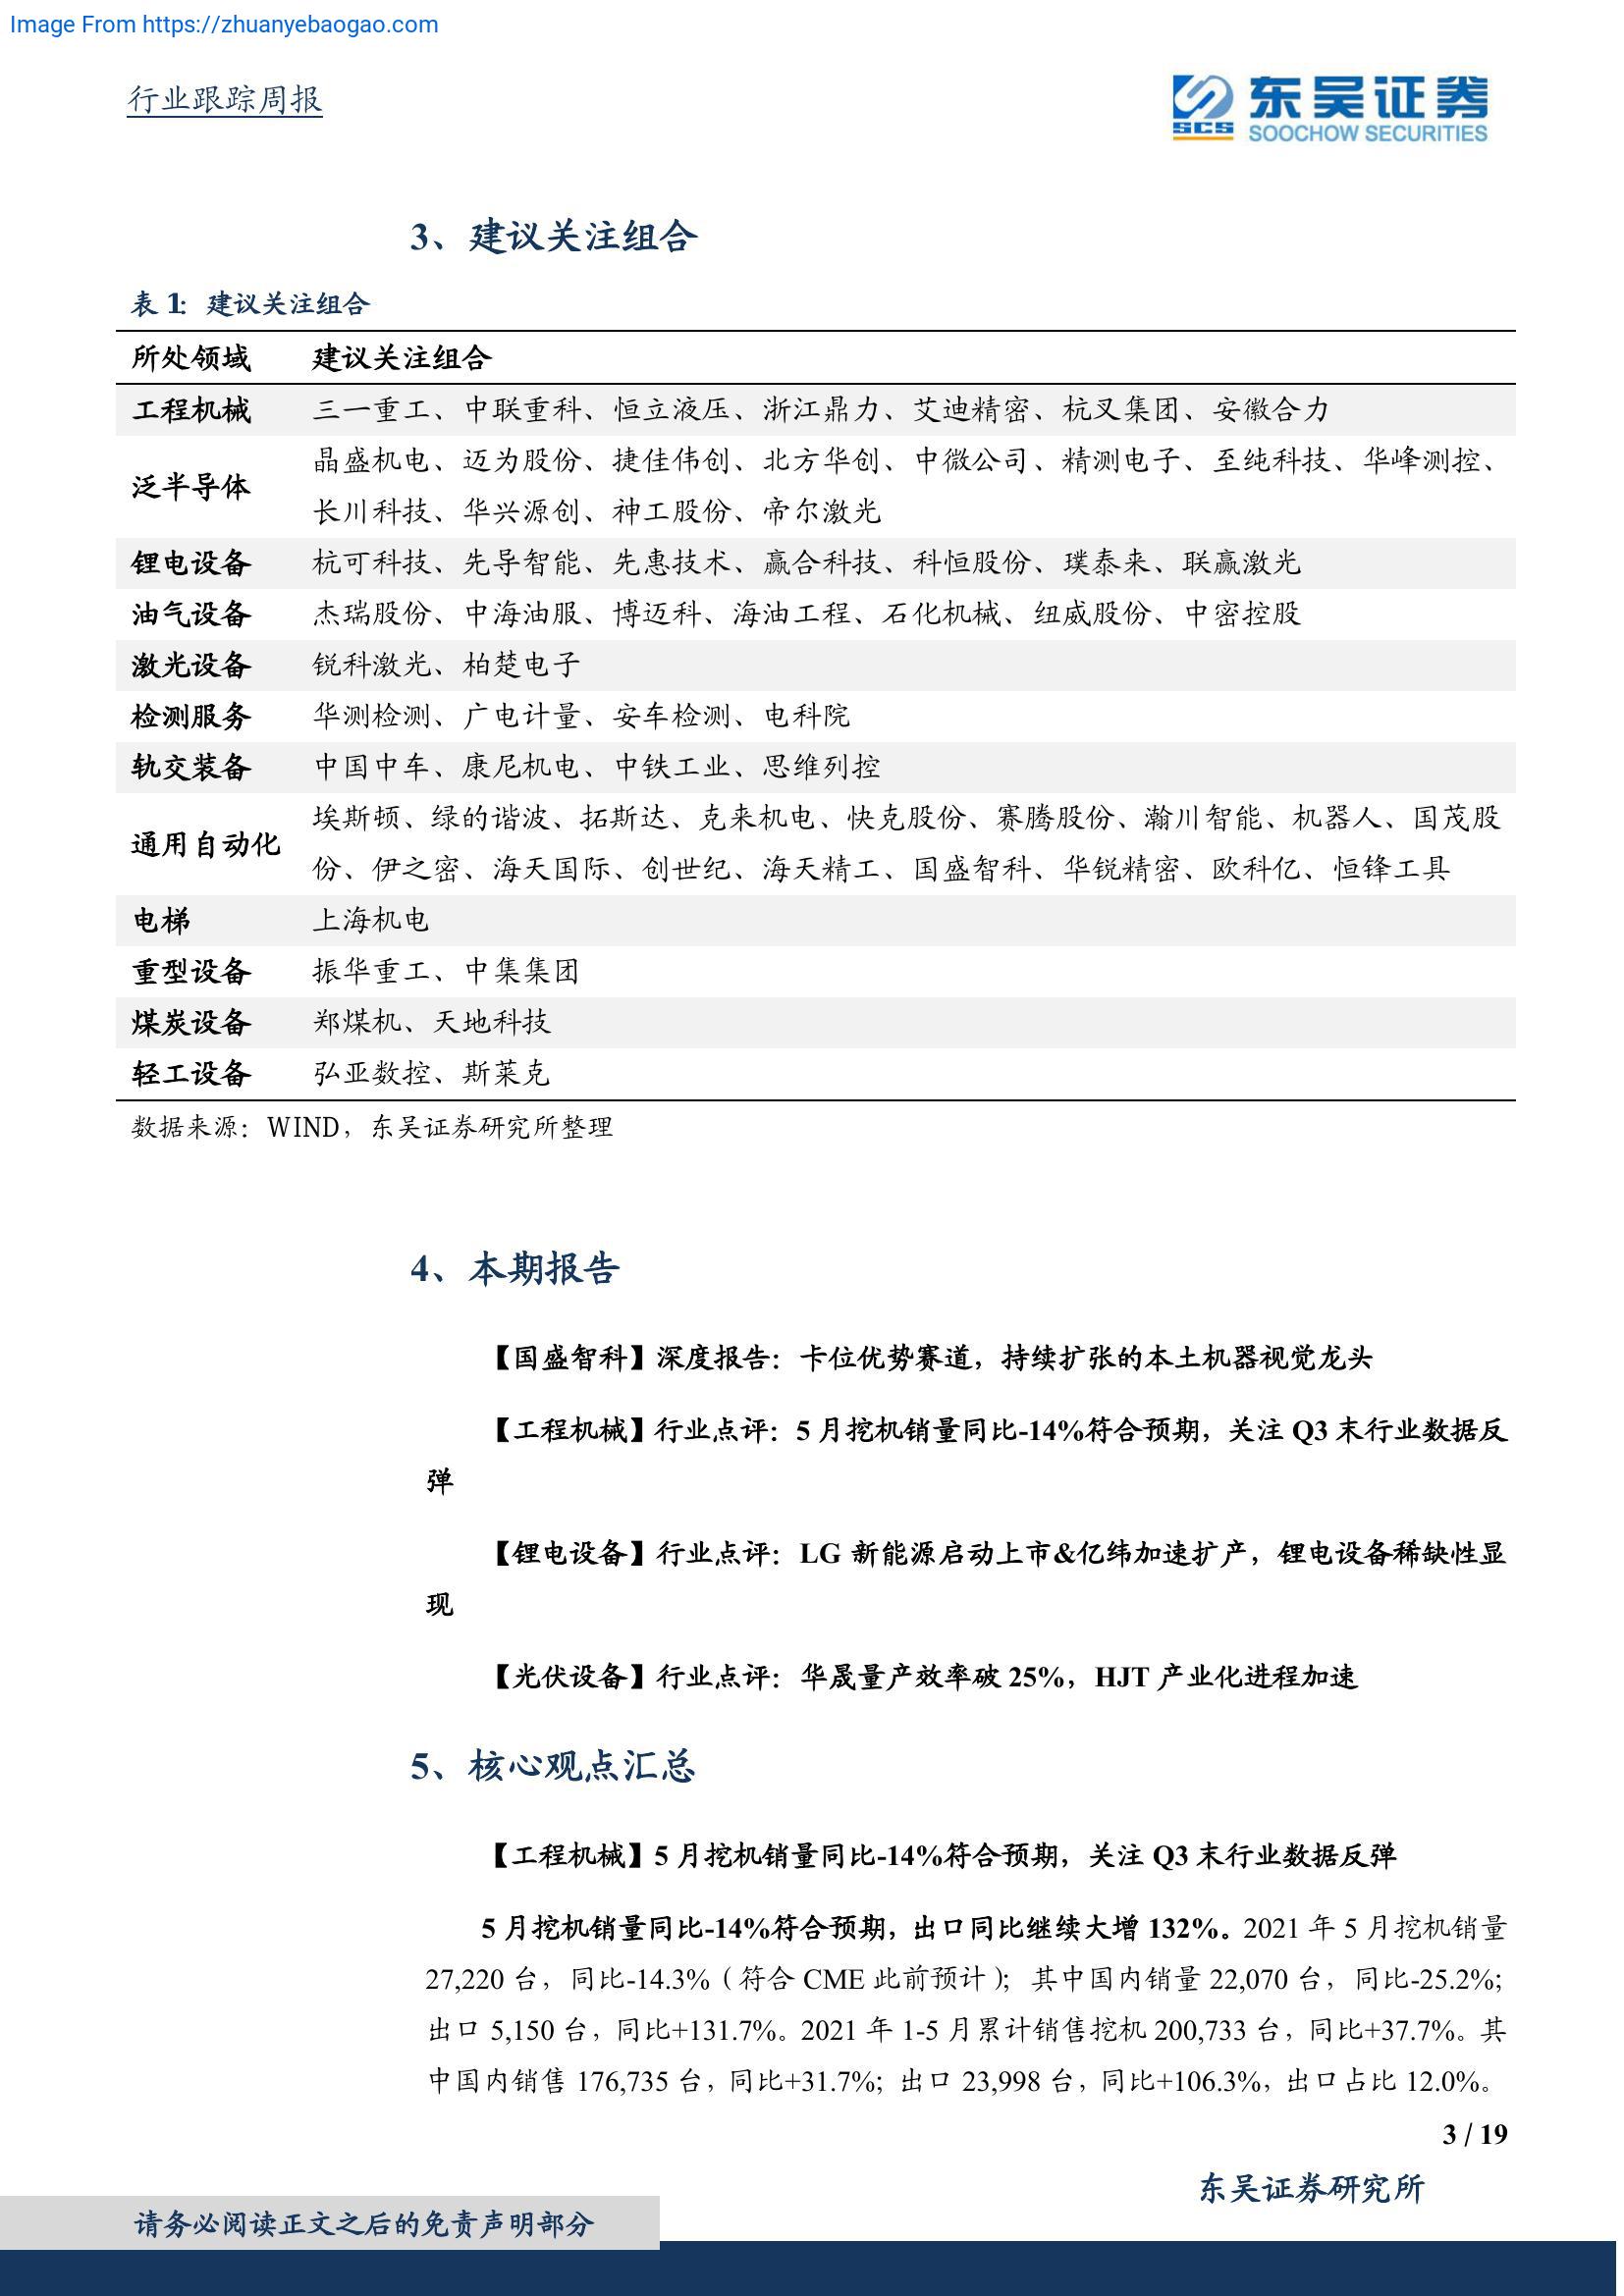 Image From https://zhuanyebaogao.com
行业跟踪周报
东吴证券
SCS
SOOCHOW SECURITIES
3、建议关注组合
表 1：建议关注组合
所处领域 建议关注组合
工程机械 三一重工、中联重科、恒立液压、浙江鼎力、艾迪精密、杭叉集团、安徽合力
泛半导体 晶盛机电、迈为股份、捷佳伟创、北方华创、中微公司、精测电子、至纯科技、华峰测控、
长川科技、华兴源创、神工股份、帝尔激光
锂电设备 杭可科技、先导智能、先惠技术、赢合科技、科恒股份、璞泰来、联赢激光
油气设备 杰瑞股份、中海油服、博迈科、海油工程、石化机械、纽威股份、中密控股
激光设备 锐科激光、柏楚电子
检测服务 华测检测、广电计量、安车检测、电科院
轨交装备 中国中车、康尼机电、中铁工业、思维列控
通用自动化 埃斯顿、绿的谐波、拓斯达、克来机电、快克股份、赛腾股份、瀚川智能、机器人、国茂股
份、伊之密、海天国际、创世纪、海天精工、国盛智科、华锐精密、欧科亿、恒锋工具
电梯 上海机电
重型设备 振华重工、中集集团
煤炭设备 郑煤机、天地科技
轻工设备 弘亚数控、斯莱克
数据来源：WIND，东吴证券研究所整理
4、本期报告
【国盛智科】深度报告：卡位优势赛道，持续扩张的本土机器视觉龙头
【工程机械】行业点评：5 月挖机销量同比-14%符合预期，关注 Q3 末行业数据反
弹
【锂电设备】行业点评：LG 新能源启动上市&亿纬加速扩产，锂电设备稀缺性显
现
【光伏设备】行业点评：华晟量产效率破 25%，HJT 产业化进程加速
5、核心观点汇总
【工程机械】5 月挖机销量同比-14%符合预期，关注 Q3 末行业数据反弹
5 月挖机销量同比-14%符合预期，出口同比继续大增 132%。2021 年 5 月挖机销量
27,220 台，同比-14.3%（符合 CME 此前预计）；其中国内销量 22,070 台，同比-25.2%；
出口 5,150 台，同比+131.7%。2021 年 1-5 月累计销售挖机 200,733 台，同比+37.7%。其
中国内销售 176,735 台，同比+31.7%；出口 23,998 台，同比+106.3%，出口占比 12.0%。
3 / 19
东吴证券研究所
请务必阅读正文之后的免责声明部分